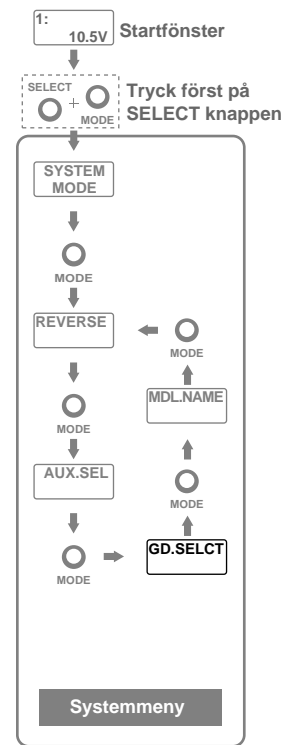 1:
10.5V
Startfönster
SELECT
+
MODE
Tryck först på
SELECT knappen
SYSTEM
MODE
MODE
REVERSE
MODE
MODE
MDL.NAME
AUX.SEL
MODE
MODE
GD.SELCT
Systemmeny